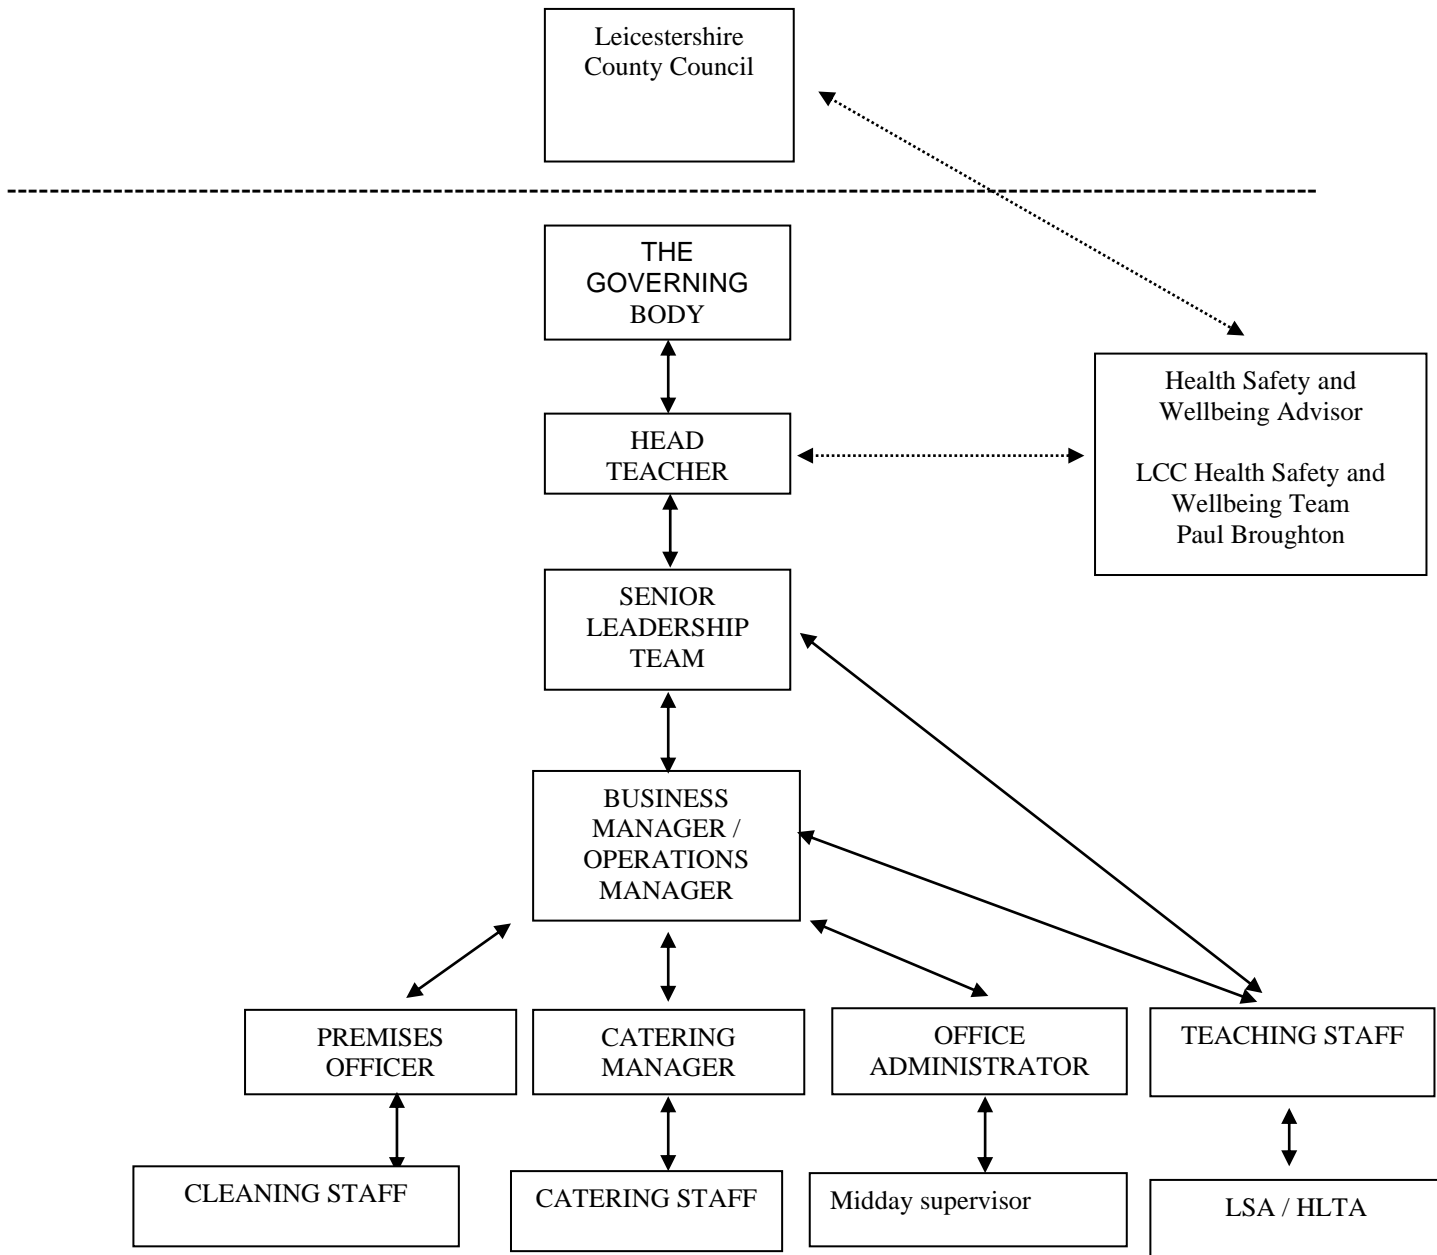 Leicestershire
County Council
THE
GOVERNING
BODY
HEAD
TEACHER
Health Safety and
Wellbeing Advisor
LCC Health Safety and
Wellbeing Team
Paul Broughton
SENIOR
LEADERSHIP
TEAM
BUSINESS
MANAGER /
OPERATIONS
MANAGER
PREMISES
OFFICER
CATERING
MANAGER
OFFICE
ADMINISTRATOR
TEACHING STAFF
CLEANING STAFF
CATERING STAFF
Midday supervisor
LSA / HLTA